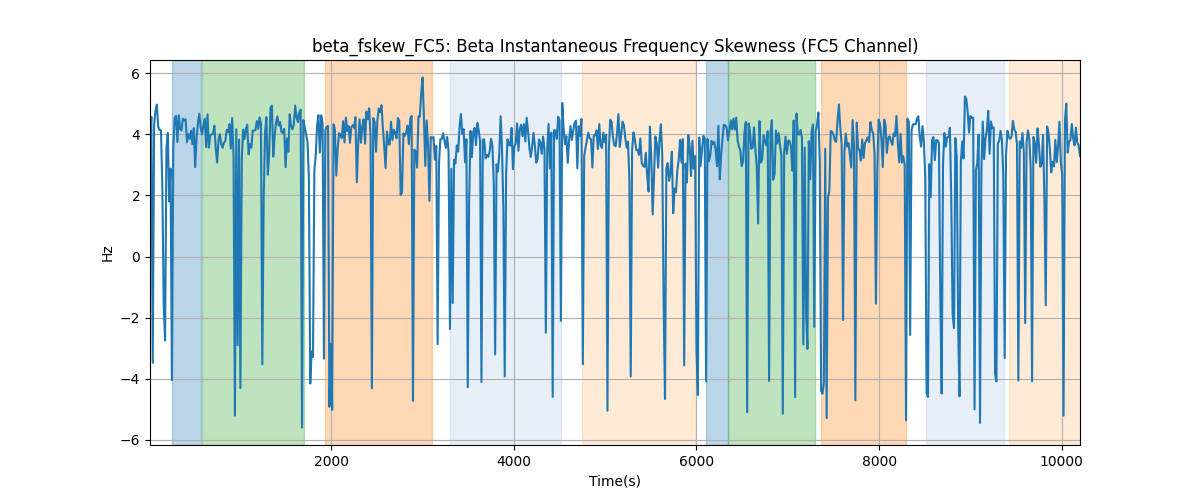 beta_fskew_FC5: Beta Instantaneous Frequency Skewness (FC5 Channel)
6
4
2
0
−2
−4
−6
Hz
2000 4000 6000 8000 10000
Time(s)